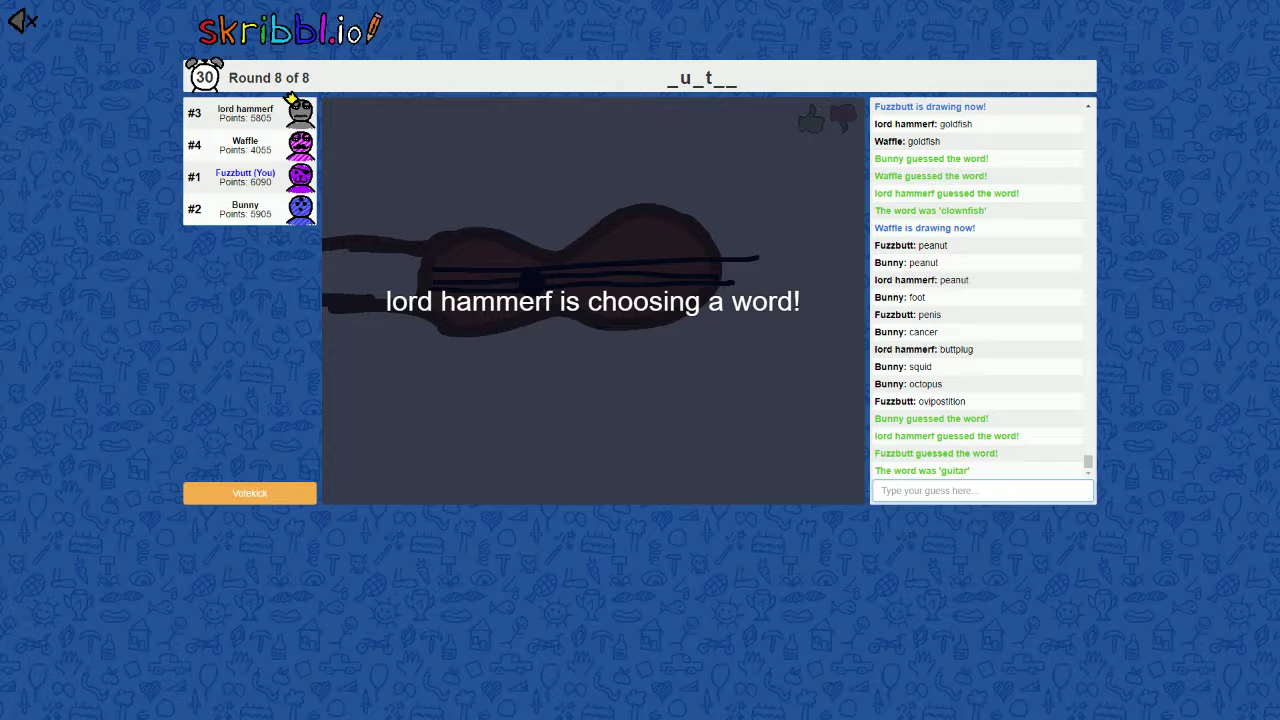 skribbl.io
30
Round 8 of 8
_u_t__
#3
lord hammerf
Points: 5805
#4
Waffle
Points: 4055
#1
Fuzzbutt (You)
Points: 6090
#2
Bunny
Points: 5905
Votekick
lord hammerf is choosing a word!
Fuzzbutt is drawing now!
lord hammerf: goldfish
Waffle: goldfish
Bunny guessed the word!
Waffle guessed the word!
lord hammerf guessed the word!
The word was 'clownfish'
Waffle is drawing now!
Fuzzbutt: peanut
Bunny: peanut
lord hammerf: peanut
Bunny: foot
Fuzzbutt: penis
Bunny: cancer
lord hammerf: buttplug
Bunny: squid
Bunny: octopus
Fuzzbutt: ovipostition
Bunny guessed the word!
lord hammerf guessed the word!
Fuzzbutt guessed the word!
The word was 'guitar'
Type your guess here...